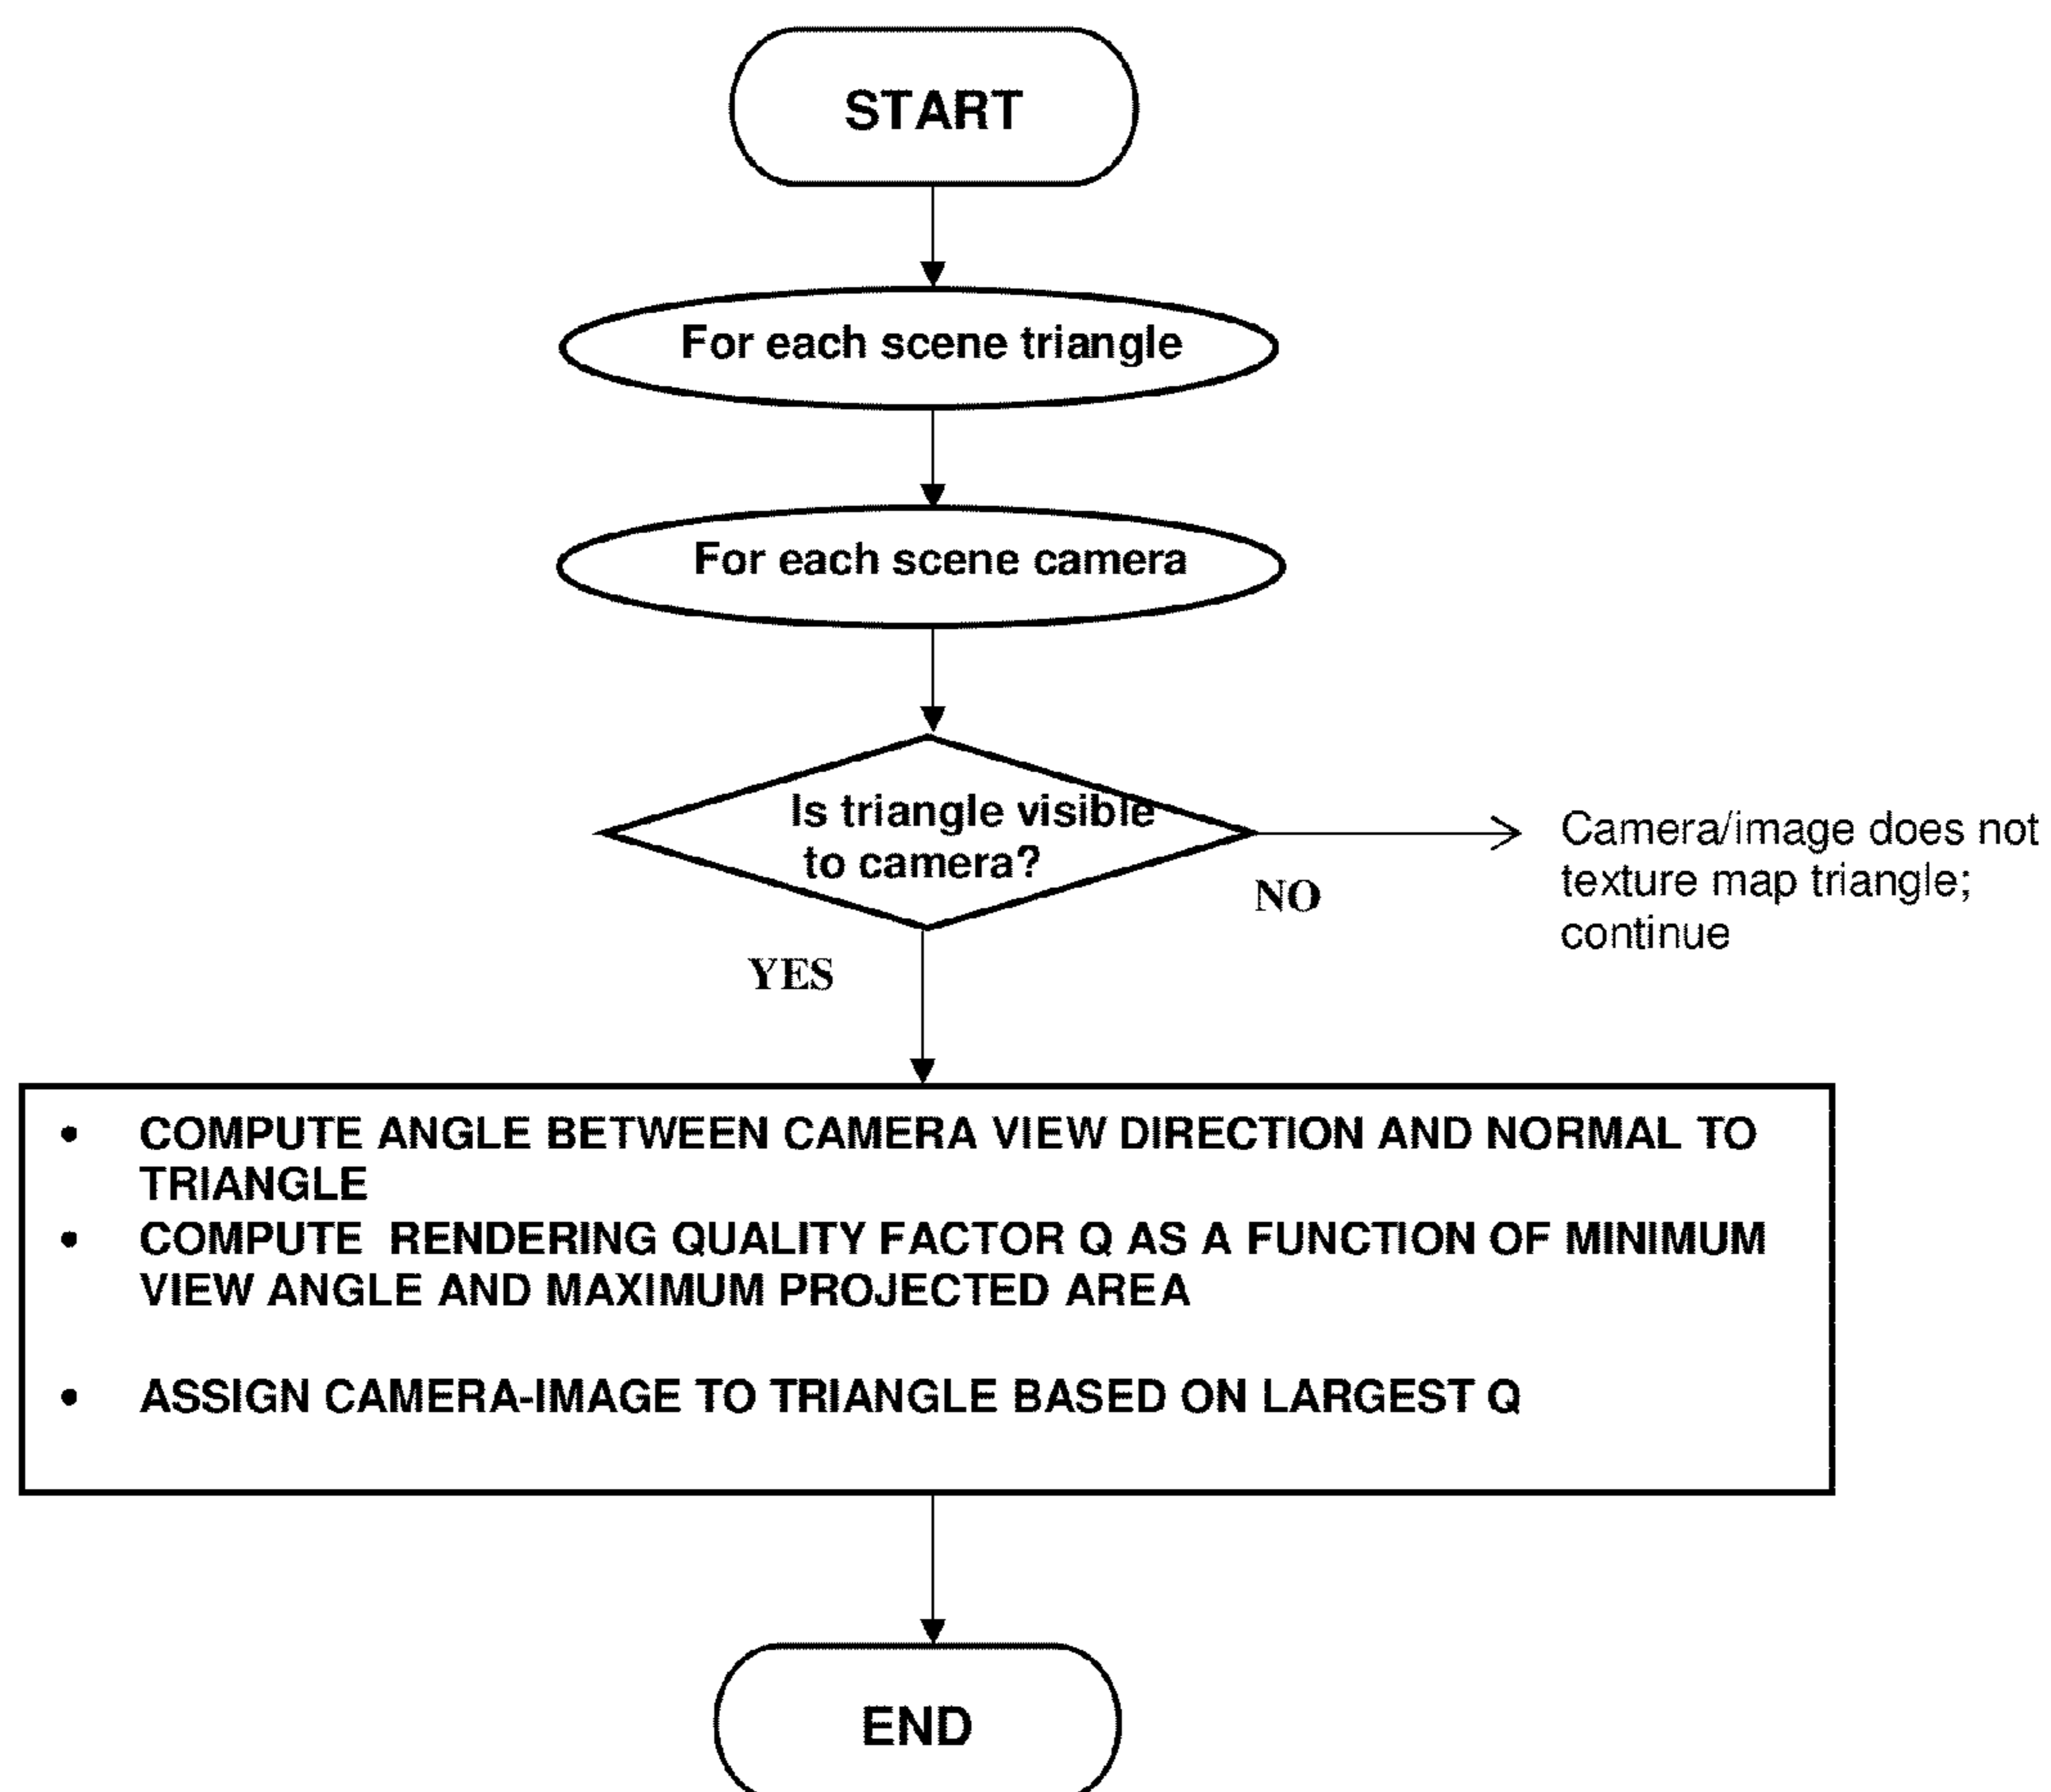 START
For each scene triangle
For each scene camera
Is triangle visible
to camera?
Camera/image does not
texture map triangle;
continue
NO
YES
• COMPUTE ANGLE BETWEEN CAMERA VIEW DIRECTION AND NORMAL TO
TRIANGLE
• COMPUTE RENDERING QUALITY FACTOR Q AS A FUNCTION OF MINIMUM
VIEW ANGLE AND MAXIMUM PROJECTED AREA
• ASSIGN CAMERA-IMAGE TO TRIANGLE BASED ON LARGEST Q
END